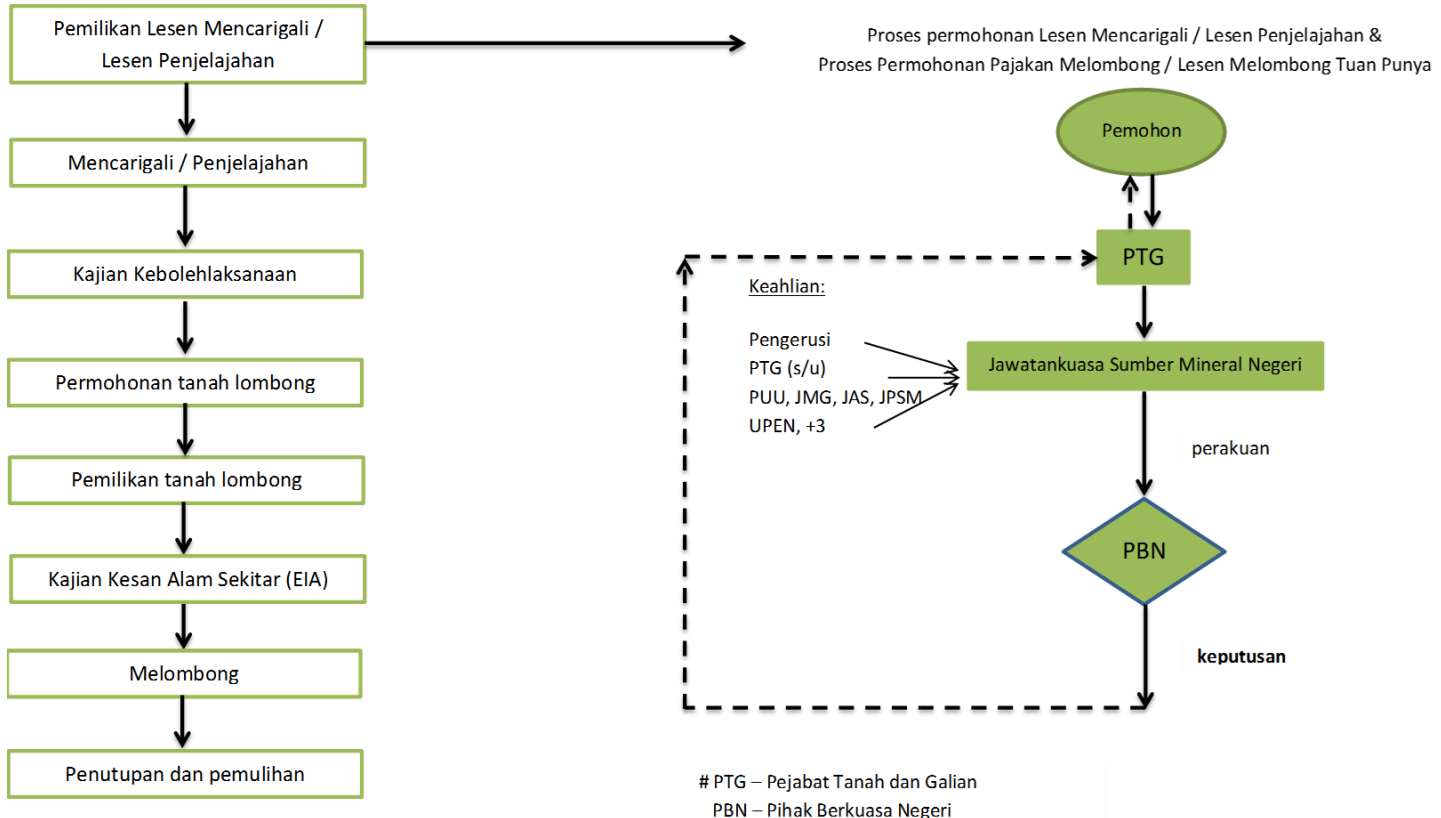 Pemilikan Lesen Mencarigali /
Lesen Penjelajahan
Mencarigali / Penjelajahan
Kajian Kebolehlaksanaan
Permohonan tanah lombong
Pemilikan tanah lombong
Kajian Kesan Alam Sekitar (EIA)
Melombong
Penutupan dan pemulihan
Proses permohonan Lesen Mencarigali / Lesen Penjelajahan &
Proses Permohonan Pajakan Melombong / Lesen Melombong Tuan Punya
Pemohon
PTG
Keahlian:
Pengerusi
PTG (s/u)
PUU, JMG, JAS, JPSM
UPEN, +3
Jawatankuasa Sumber Mineral Negeri
perakuan
PBN
keputusan
# PTG – Pejabat Tanah dan Galian
PBN – Pihak Berkuasa Negeri